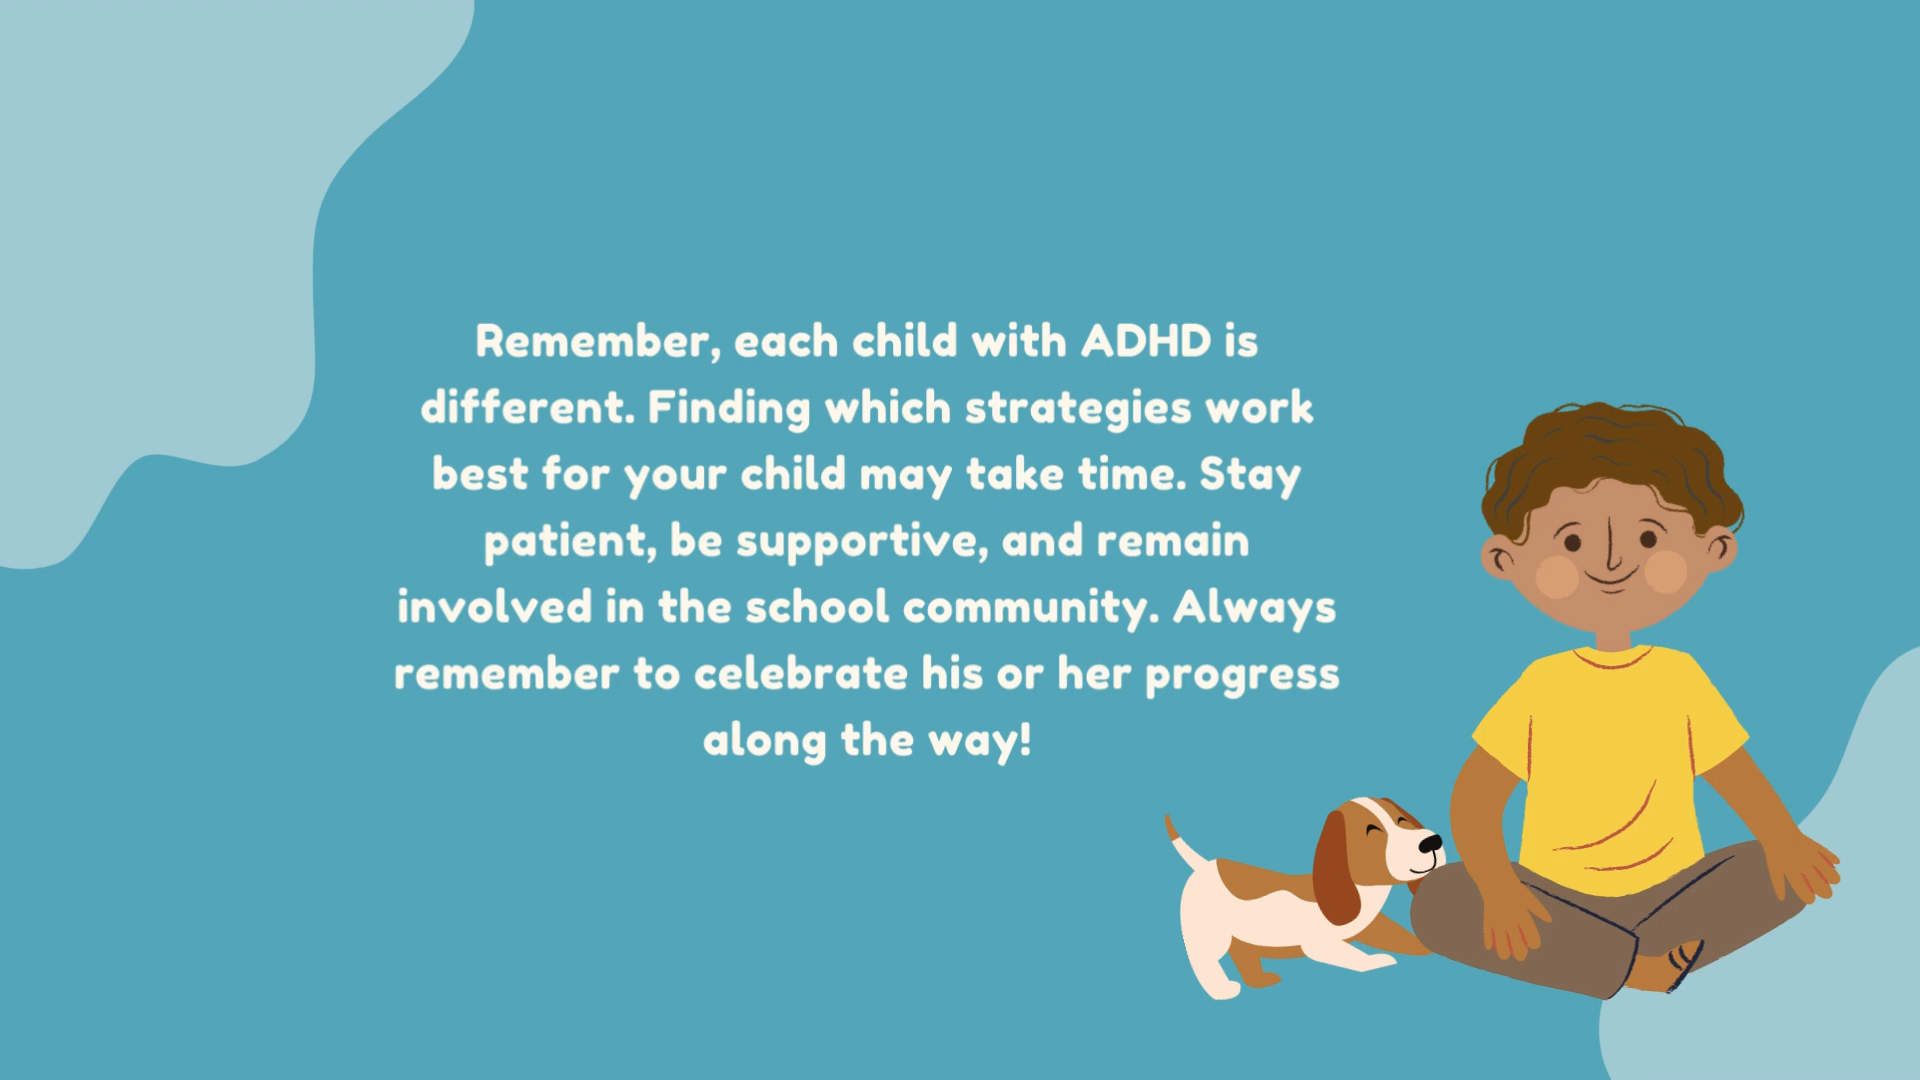 Remember, each child with ADHD is
different. Finding which strategies work
best for your child may take time. Stay
patient, be supportive, and remain
involved in the school community. Always
remember to celebrate his or her progress
along the way!